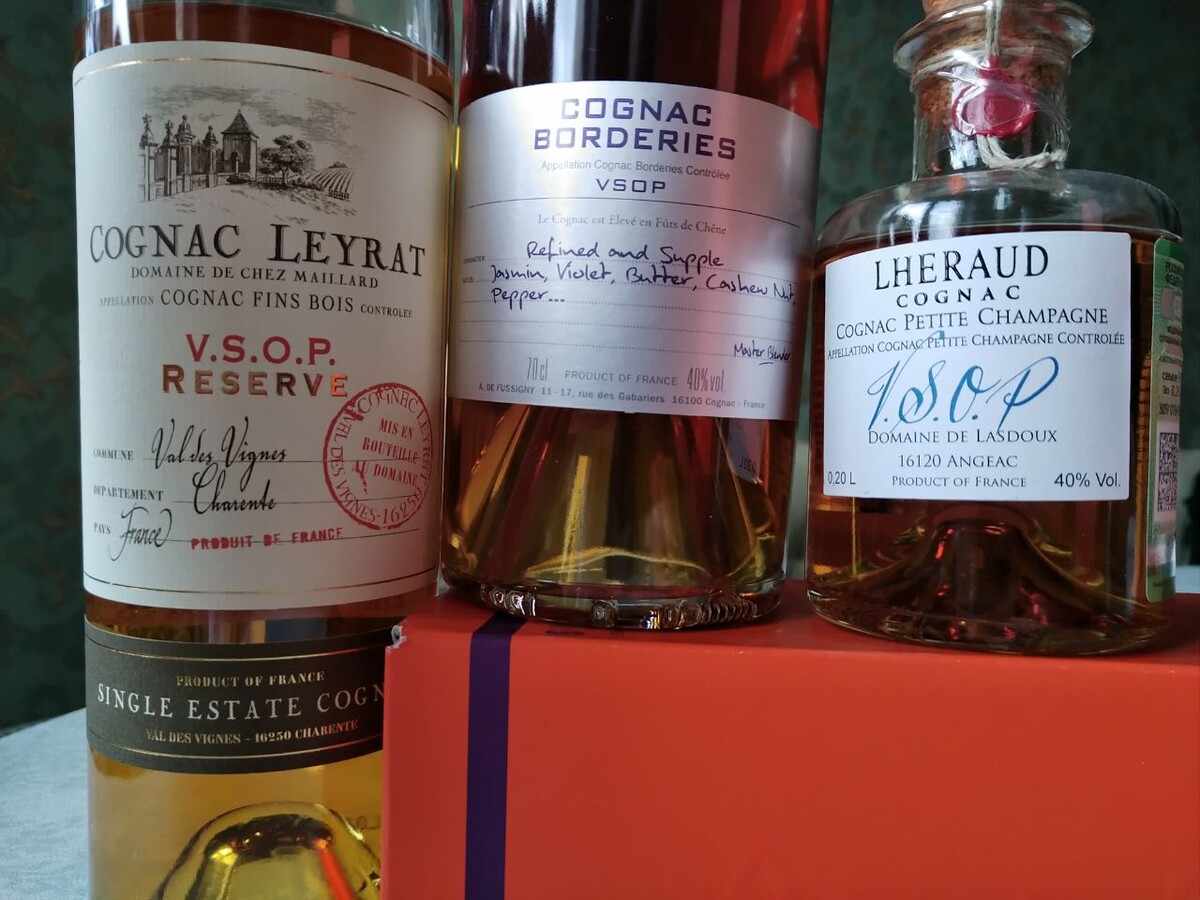 COGNAC LEYRAT
DOMAINE DE CHEZ MAILLARD
APPELLATION COGNAC FINS BOIS CONTROLÉE
V.S.O.P.
RESERVE
COMMUNE Val des Vignes
DEPARTEMENT Charente
PAYS France
PRODUIT DE FRANCE
COGNAC LEYRAT
VAL DES VIGNES - 16250
MIS EN
BOUTEILLE
AU DOMAINE
PRODUCT OF FRANCE
SINGLE ESTATE COGN
VAL DES VIGNES - 16250 CHARENTE
COGNAC
BORDERIES
Appellation Cognac Borderies Contrôlée
VSOP
Le Cognac est Elevé en Fûts de Chêne
Refined and Supple
Jasmin, Violet, Butter, Cashew Nut,
Pepper...
Master Blender
70cl PRODUCT OF FRANCE 40%vol.
A. DE FUSSIGNY 11-17, rue des Gabariers 16100 Cognac - France
LHERAUD
COGNAC
COGNAC PETITE CHAMPAGNE
APPELLATION COGNAC PETITE CHAMPAGNE CONTROLÉE
V.S.O.P
DOMAINE DE LASDOUX
16120 ANGEAC
0,20 L PRODUCT OF FRANCE 40% Vol.